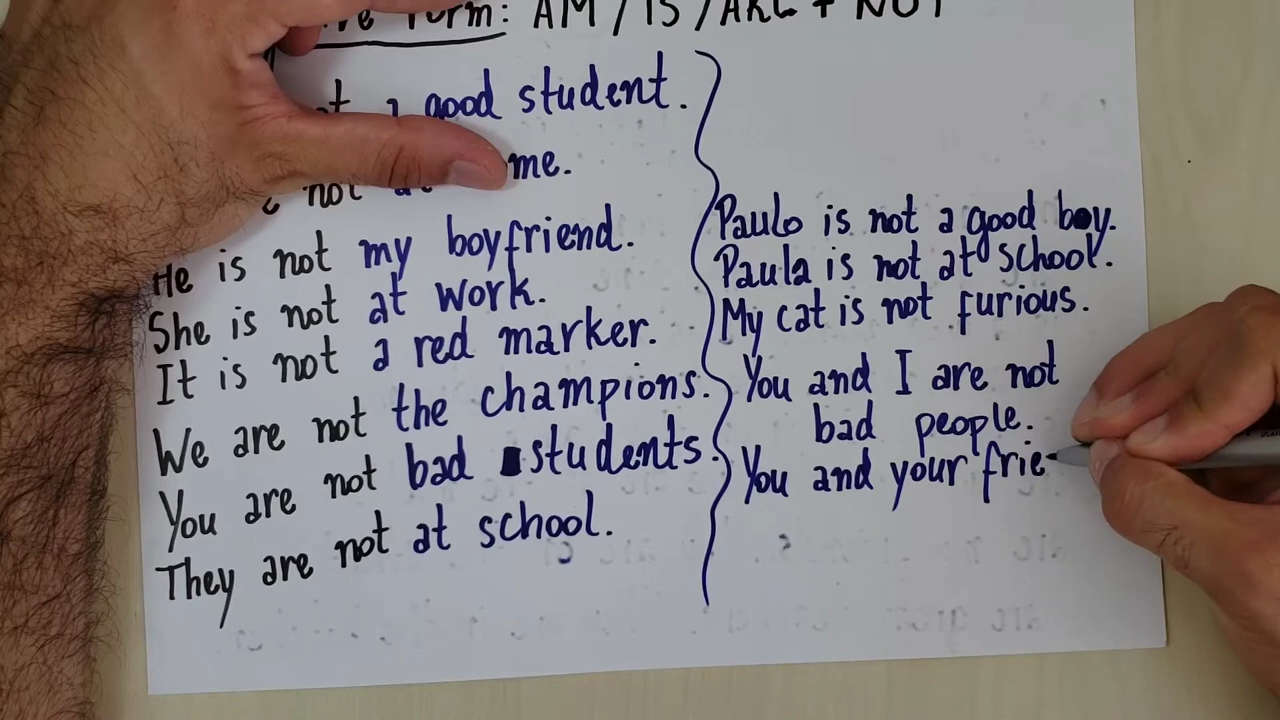 form: AM / IS / ARE + NOT
a good student.
not
He is not my boyfriend.
She is not at work.
It is not a red marker.
We are not the champions.
You are not bad students.
They are not at school.
Paulo is not a good boy.
Paula is not at school.
My cat is not furious.
You and I are not
bad people.
You and your frie